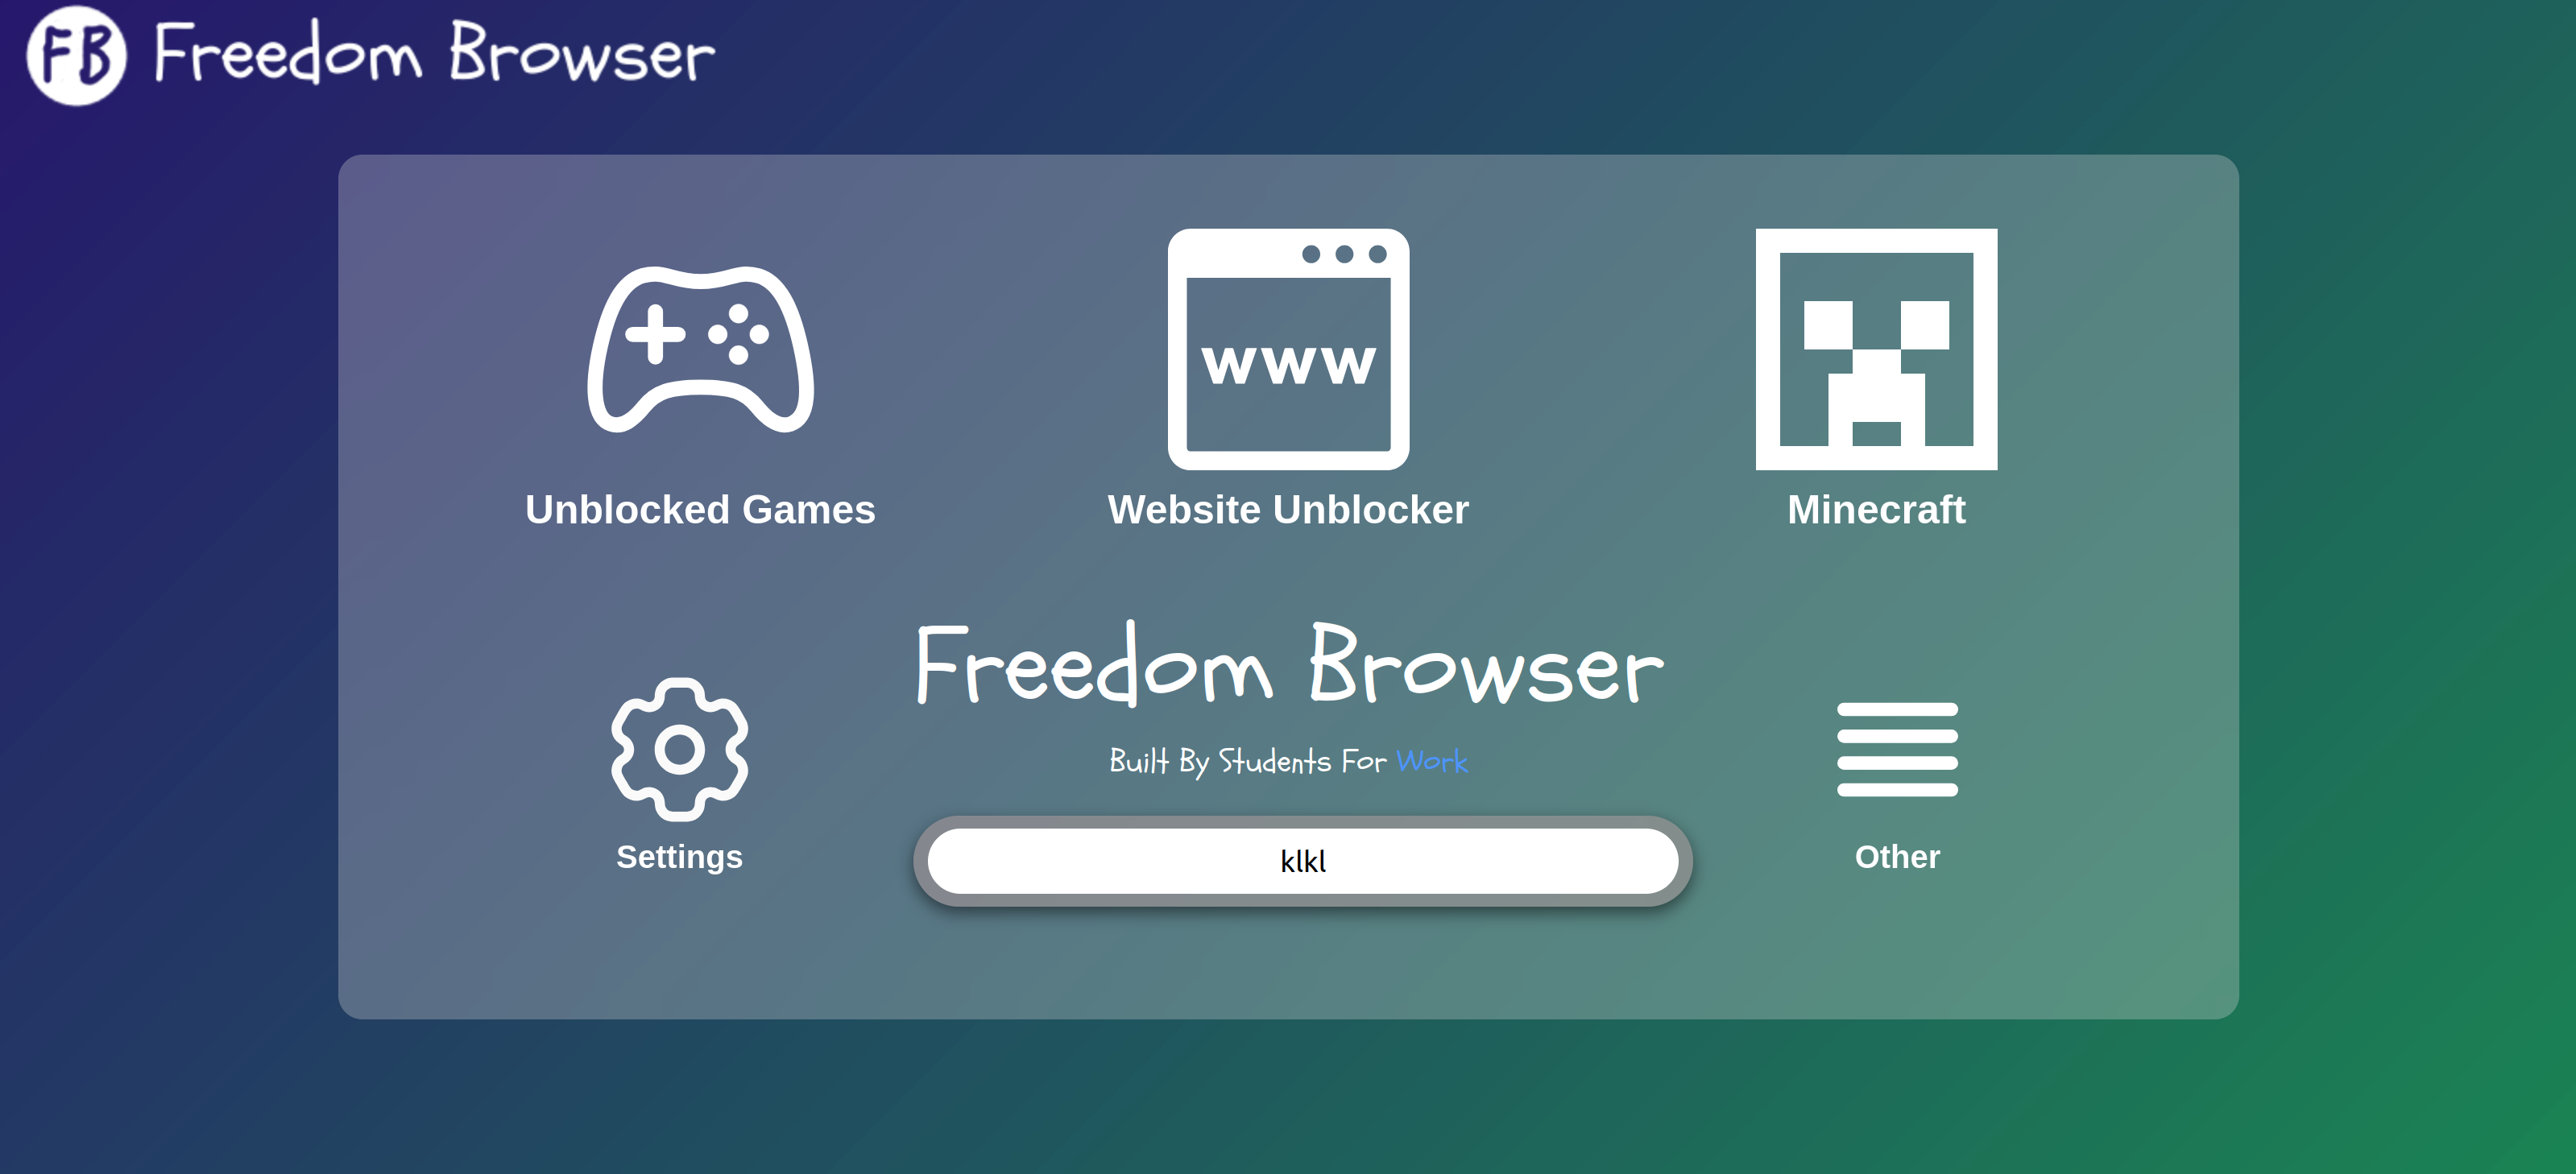 FB Freedom Browser
www
Unblocked Games Website Unblocker Minecraft
Freedom Browser
Built By Students For Work
klkl
Settings Other